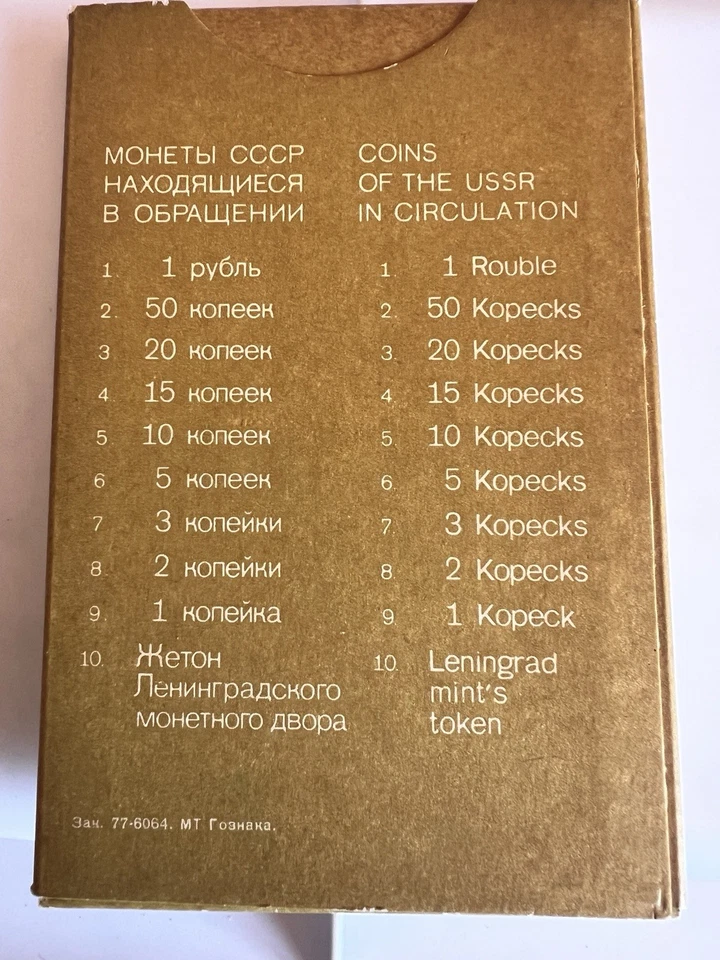 МОНЕТЫ СССР
НАХОДЯЩИЕСЯ
В ОБРАЩЕНИИ
1. 1 рубль
2. 50 копеек
3 20 копеек
4. 15 копеек
5. 10 копеек
6 5 копеек
7 3 копейки
8. 2 копейки
9. 1 копейка
10. Жетон
Ленинградского
монетного двора
COINS
OF THE USSR
IN CIRCULATION
1. 1 Rouble
2. 50 Kopecks
3. 20 Kopecks
4. 15 Kopecks
5. 10 Kopecks
6. 5 Kopecks
7. 3 Kopecks
8. 2 Kopecks
9. 1 Kopeck
10. Leningrad
mint's
token
Зак. 77-6064. МТ Гознака.